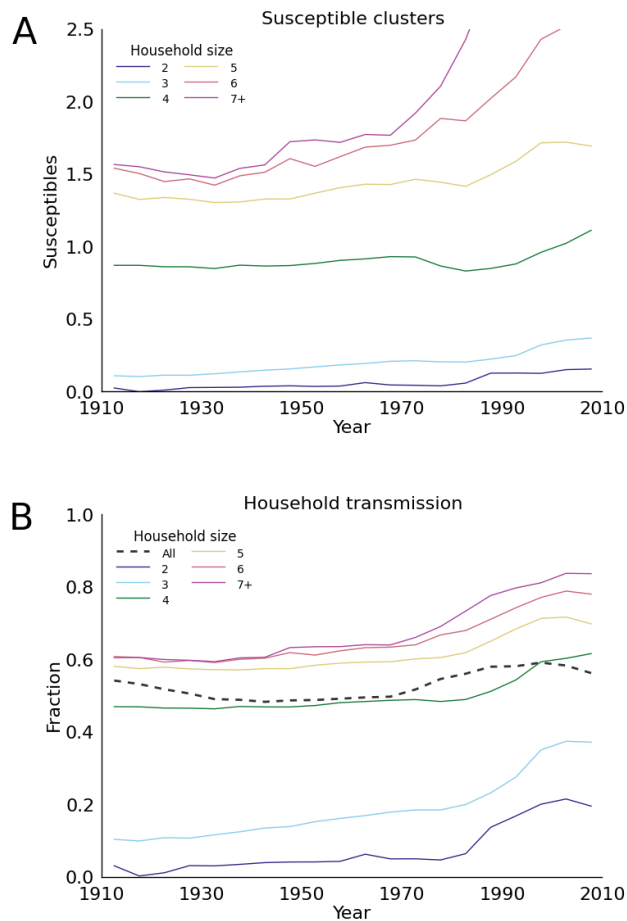 A
Susceptible clusters
2.5
2.0
1.5
1.0
0.5
0.0
Susceptibles
Household size
2 5
3 6
4 7+
1910 1930 1950 1970 1990 2010
Year
B
Household transmission
1.0
0.8
0.6
0.4
0.2
0.0
Fraction
Household size
All 5
2 6
3 7+
4
1910 1930 1950 1970 1990 2010
Year